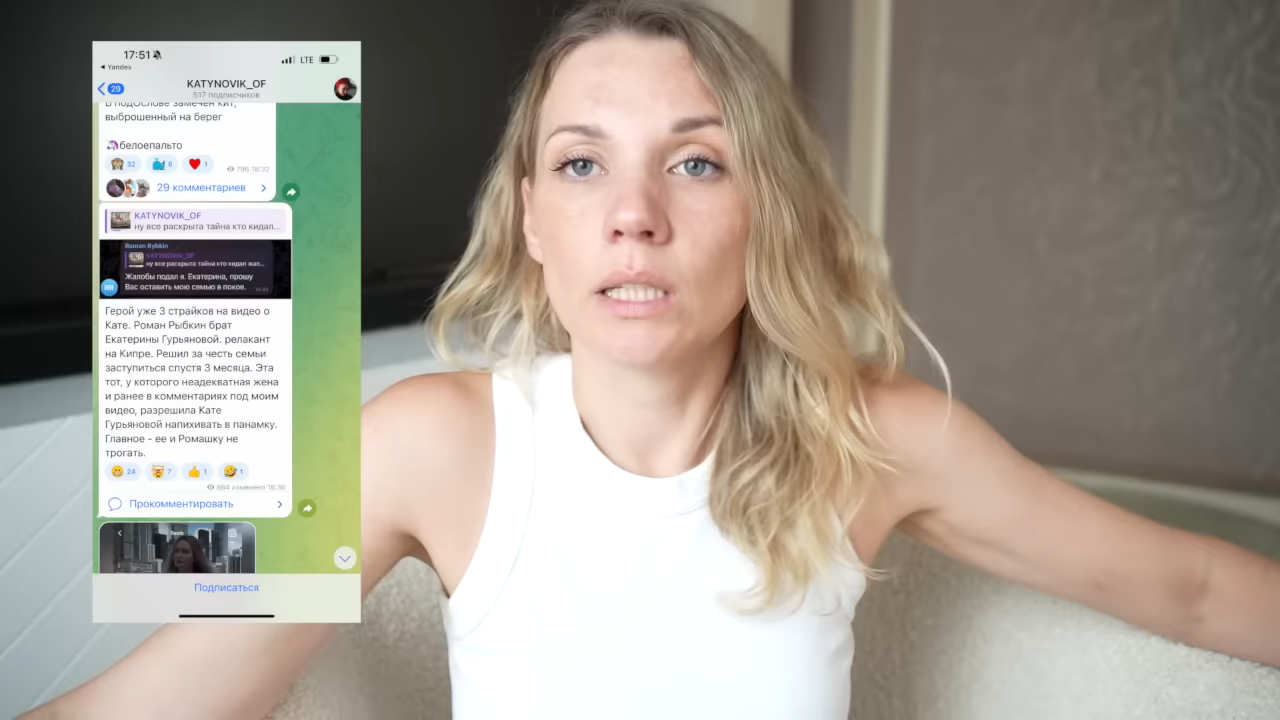 17:51
LTE
Yandex
29
KATYNOVIK_OF
517 подписчиков
в подОслове замечен кит,
выброшенный на берег
🦄белоепальто
🙈 32 🐳 6 ❤️ 1
796 18:32
29 комментариев
KATYNOVIK_OF
ну все раскрыта тайна кто кидал...
Roman Rybkin
KATYNOVIK_OF
ну все раскрыта тайна кто кидал жал...
Жалобы подал я. Екатерина, прошу
Вас оставить мою семью в покое.
RR
Герой уже 3 страйков на видео о
Кате. Роман Рыбкин брат
Екатерины Гурьяновой. релакант
на Кипре. Решил за честь семьи
заступиться спустя 3 месяца. Эта
тот, у которого неадекватная жена
и ранее в комментариях под моим
видео, разрешила Кате
Гурьяновой напихивать в панамку.
Главное - ее и Ромашку не
трогать.
😁 24 🤯 7 👍 1 🤣 1
864 изменено 18:36
Прокомментировать
Reels
Подписаться